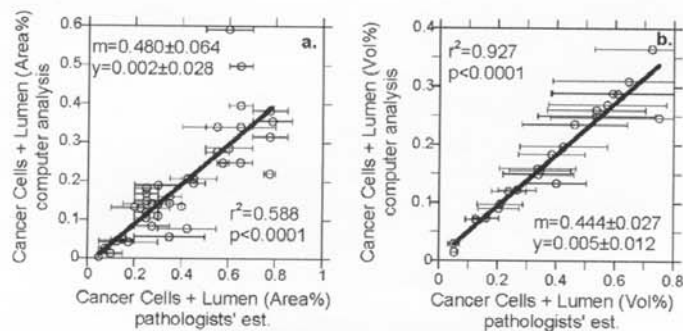 a.
m=0.480±0.064
y=0.002±0.028
r²=0.588
p<0.0001
0.6
0.5
0.4
0.3
0.2
0.1
0
0 0.2 0.4 0.6 0.8 1
Cancer Cells + Lumen (Area%)
computer analysis
Cancer Cells + Lumen (Area%)
pathologists' est.
b.
r²=0.927
p<0.0001
m=0.444±0.027
y=0.005±0.012
0.4
0.3
0.2
0.1
0
0 0.2 0.4 0.6 0.8
Cancer Cells + Lumen (Vol%)
computer analysis
Cancer Cells + Lumen (Vol%)
pathologists' est.